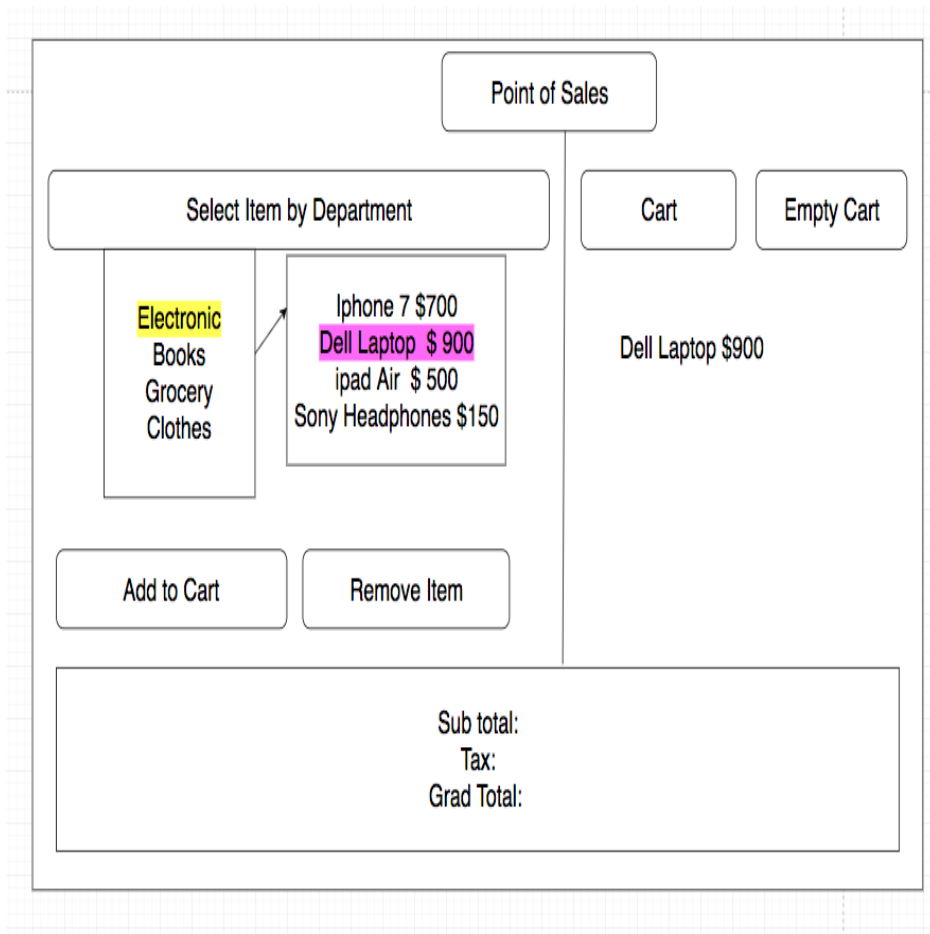 Point of Sales
Select Item by Department
Cart
Empty Cart
Electronic
Books
Grocery
Clothes
Iphone 7 $700
Dell Laptop  $ 900
ipad Air  $ 500
Sony Headphones $150
Dell Laptop $900
Add to Cart
Remove Item
Sub total:
Tax:
Grad Total: